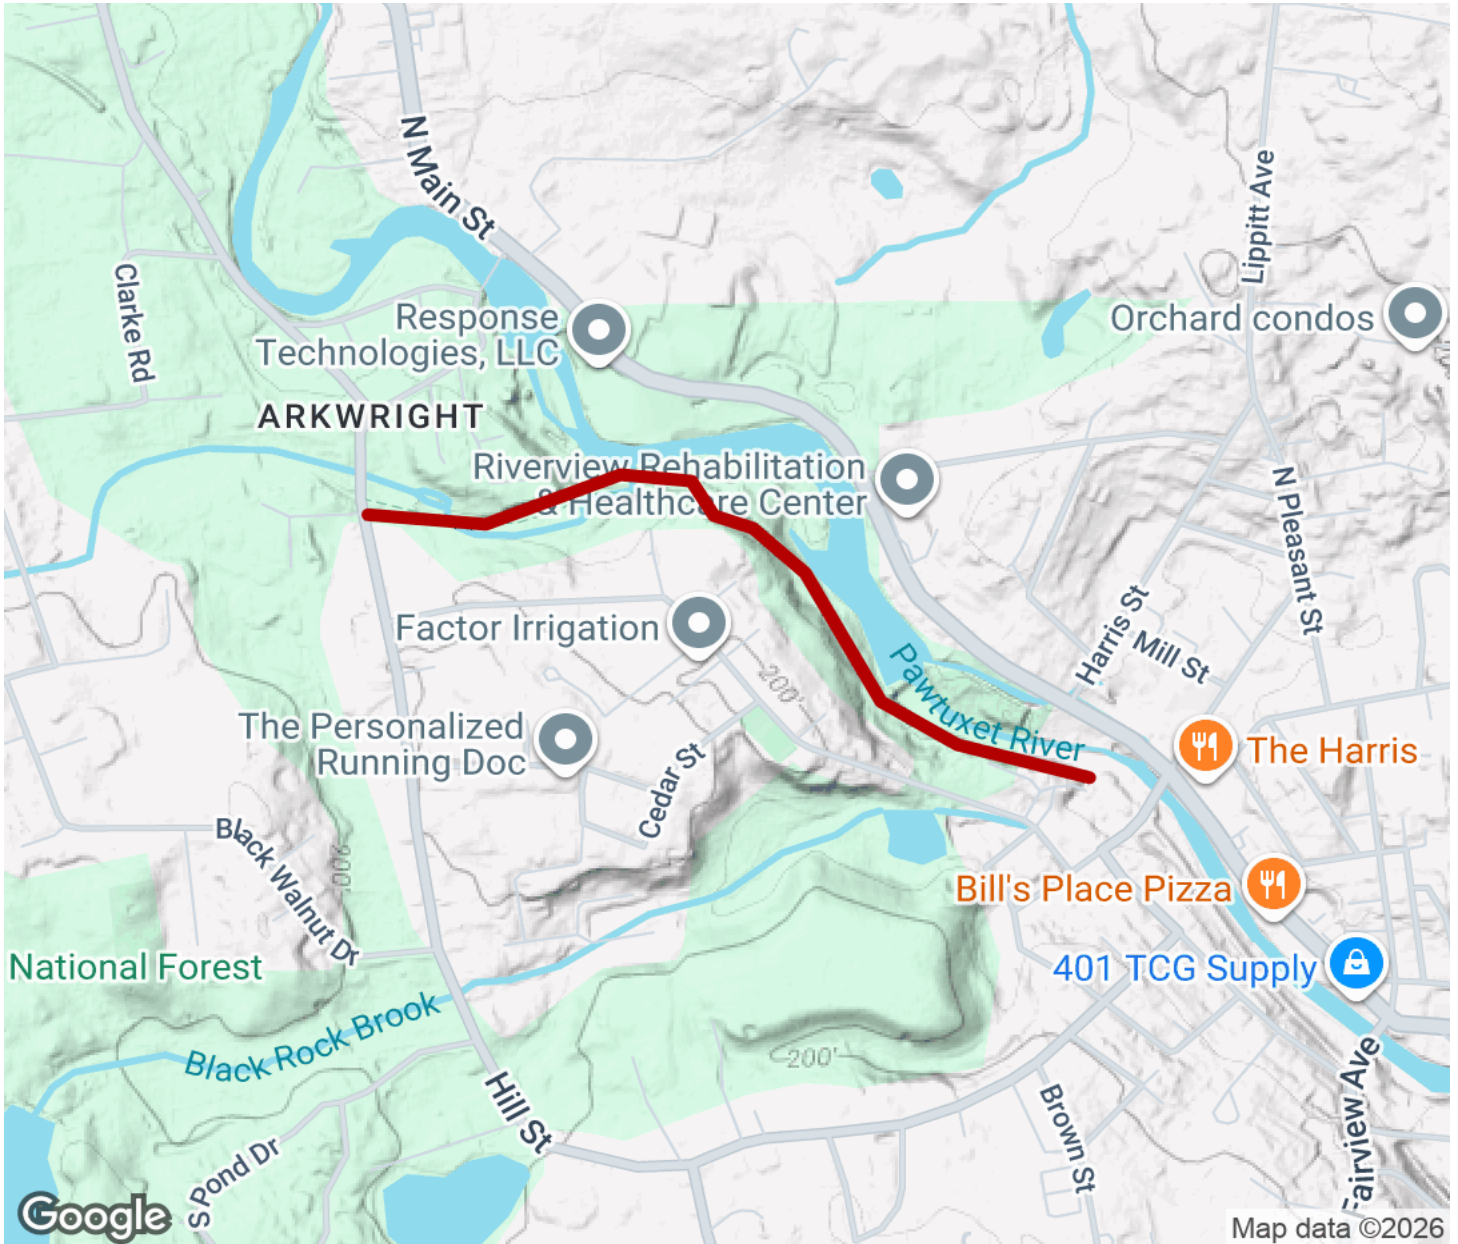 N Main St
Lippitt Ave
Clarke Rd
Response
Technologies, LLC
Orchard condos
ARKWRIGHT
Riverview Rehabilitation
& Healthcare Center
N Pleasant St
Harris St
Mill St
Factor Irrigation
200'
Pawtuxet River
The Personalized
Running Doc
The Harris
Cedar St
Black Walnut Dr
200'
Bill's Place Pizza
National Forest
401 TCG Supply
Black Rock Brook
200'
Hill St
Brown St
Fairview Ave
S Pond Dr
Google
Map data ©2026